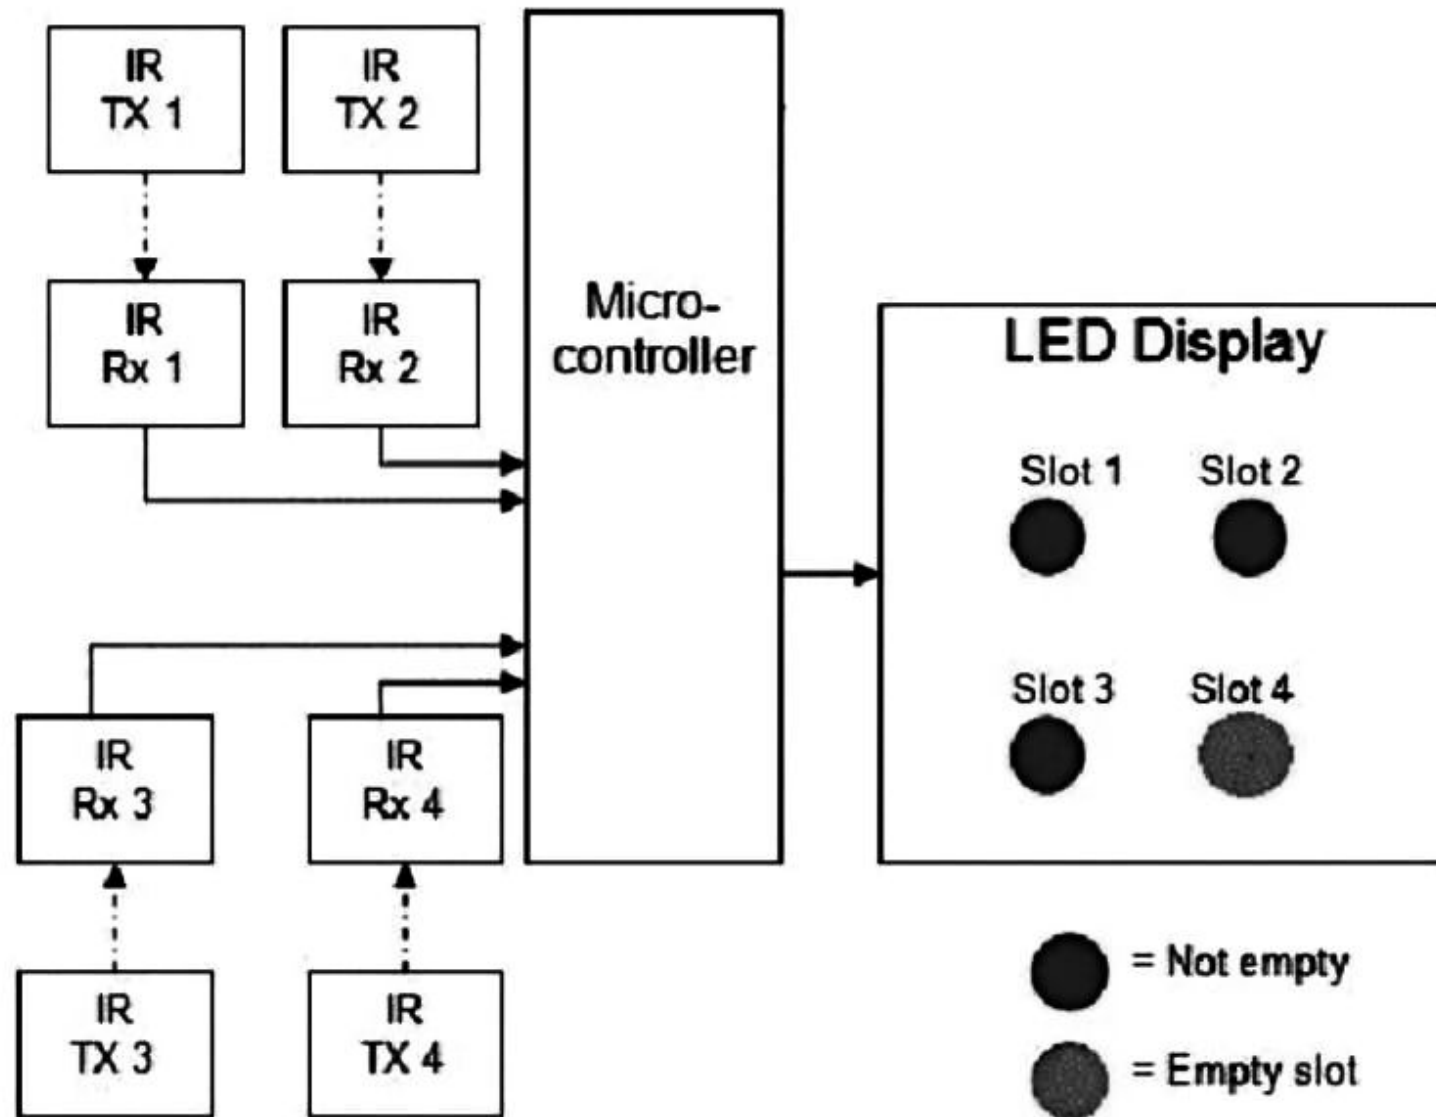 IR
TX 1
IR
TX 2
IR
Rx 1
IR
Rx 2
Micro-
controller
LED Display
Slot 1
Slot 2
Slot 3
Slot 4
IR
Rx 3
IR
Rx 4
IR
TX 3
IR
TX 4
= Not empty
= Empty slot